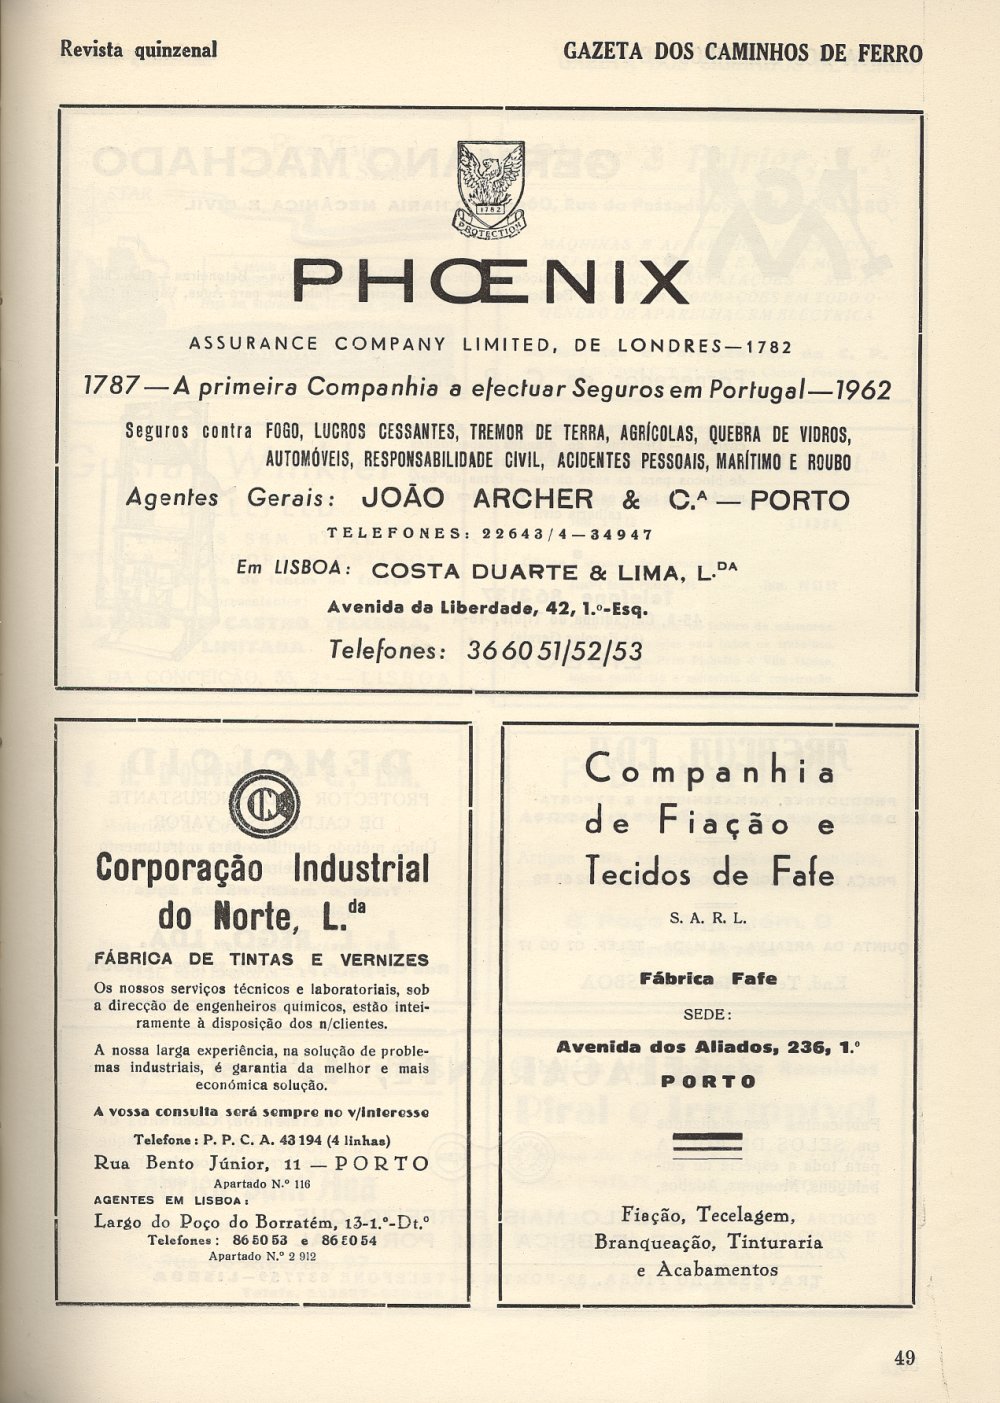 Revista quinzenal
GAZETA DOS CAMINHOS DE FERRO
1782
PROTECTION
PHŒNIX
ASSURANCE COMPANY LIMITED, DE LONDRES—1782
1787—A primeira Companhia a efectuar Seguros em Portugal—1962
Seguros contra FOGO, LUCROS CESSANTES, TREMOR DE TERRA, AGRÍCOLAS, QUEBRA DE VIDROS,
AUTOMÓVEIS, RESPONSABILIDADE CIVIL, ACIDENTES PESSOAIS, MARÍTIMO E ROUBO
Agentes Gerais: JOÃO ARCHER & C.ᴬ — PORTO
TELEFONES: 22643/4—34947
Em LISBOA: COSTA DUARTE & LIMA, L.ᴰᴬ
Avenida da Liberdade, 42, 1.º-Esq.
Telefones: 366051/52/53
CIN
Corporação Industrial
do Norte, L.da
FÁBRICA DE TINTAS E VERNIZES
Os nossos serviços técnicos e laboratoriais, sob
a direcção de engenheiros químicos, estão intei-
ramente à disposição dos n/clientes.
A nossa larga experiência, na solução de proble-
mas industriais, é garantia da melhor e mais
económica solução.
A vossa consulta será sempre no v/interesse
Telefone: P. P. C. A. 43194 (4 linhas)
Rua Bento Júnior, 11 — PORTO
Apartado N.º 116
AGENTES EM LISBOA:
Largo do Poço do Borratém, 13-1.º-Dt.º
Telefones: 865053 e 865054
Apartado N.º 2 912
Companhia
de Fiação e
Tecidos de Fafe
S. A. R. L.
Fábrica Fafe
SEDE:
Avenida dos Aliados, 236, 1.º
PORTO
Fiação, Tecelagem,
Branqueação, Tinturaria
e Acabamentos
49